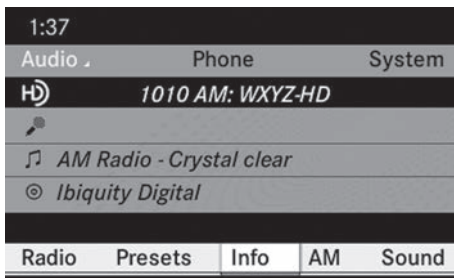 1:37
Audio Phone System
HD 1010 AM: WXYZ-HD
AM Radio - Crystal clear
Ibiquity Digital
Radio Presets Info AM Sound